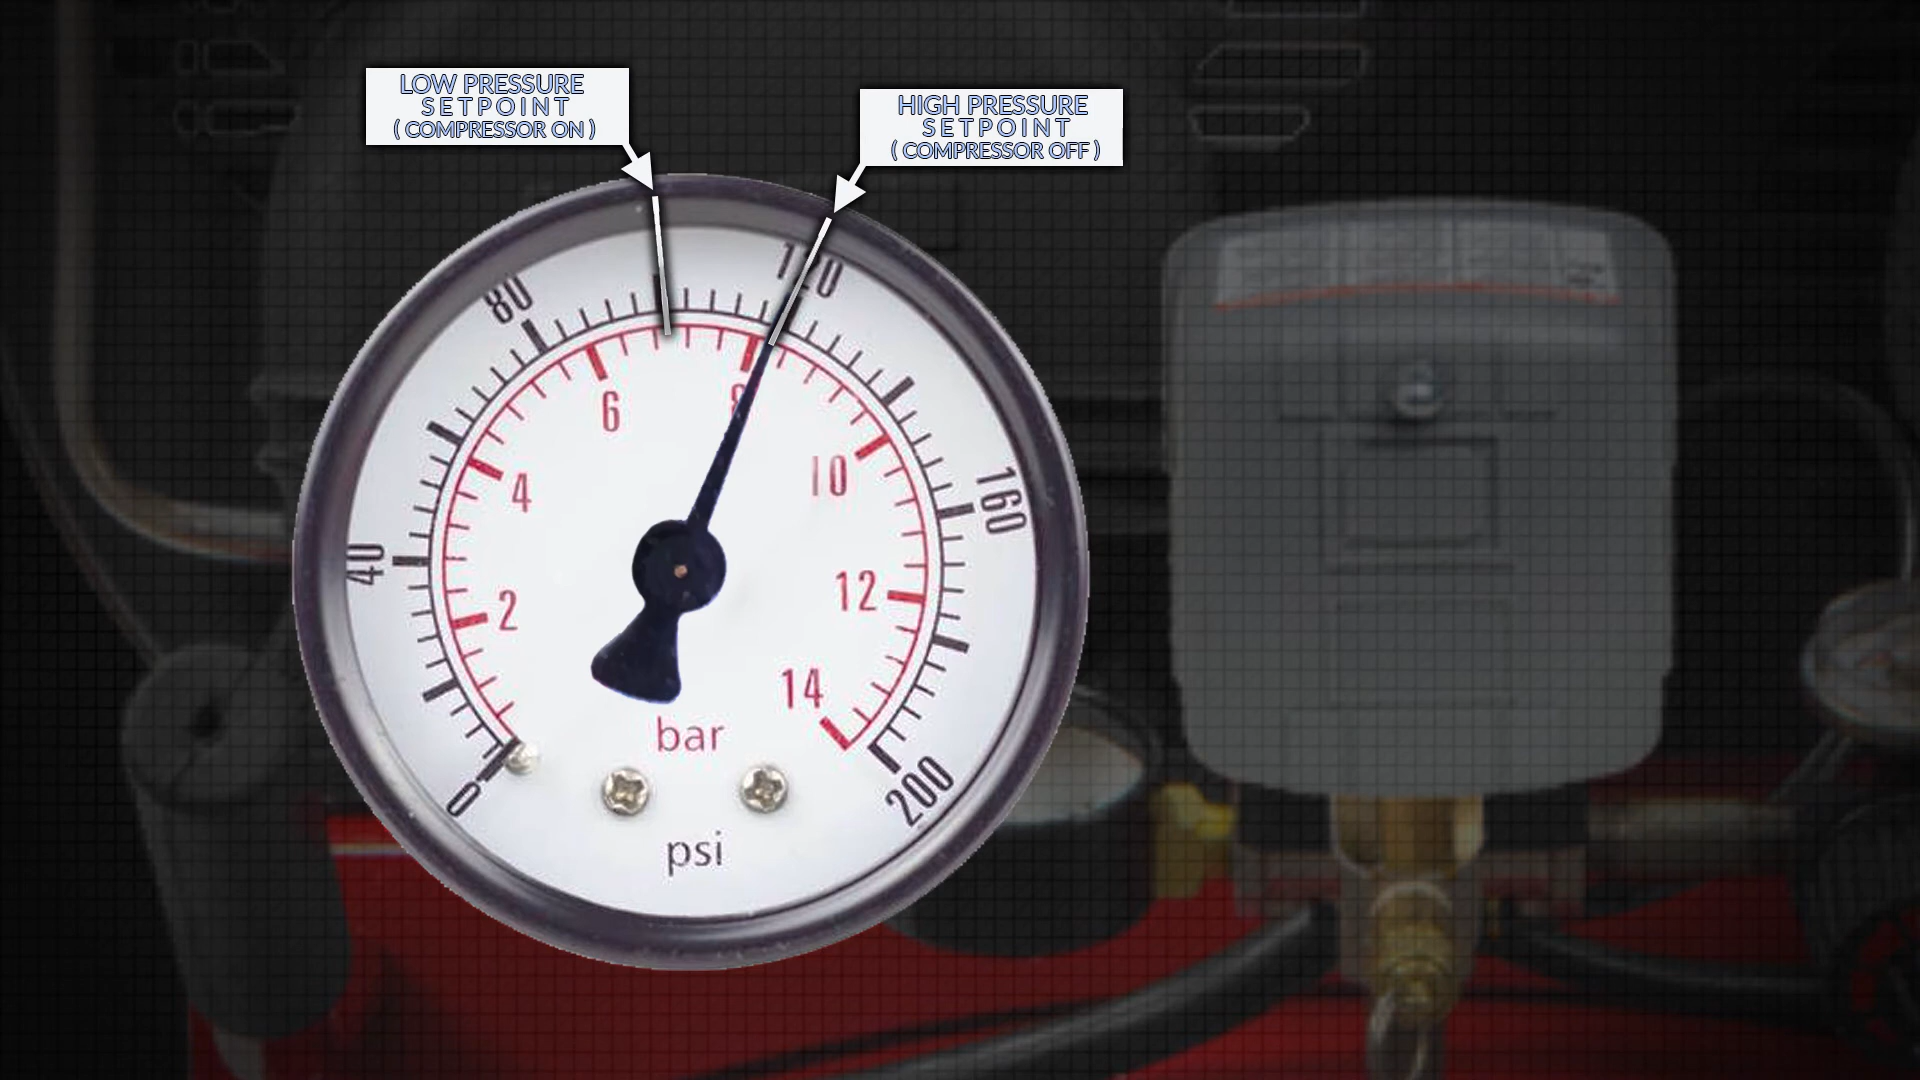 LOW PRESSURE
SETPOINT
( COMPRESSOR ON )
HIGH PRESSURE
SETPOINT
( COMPRESSOR OFF )
0
40
80
120
160
200
2
4
6
8
10
12
14
bar
psi